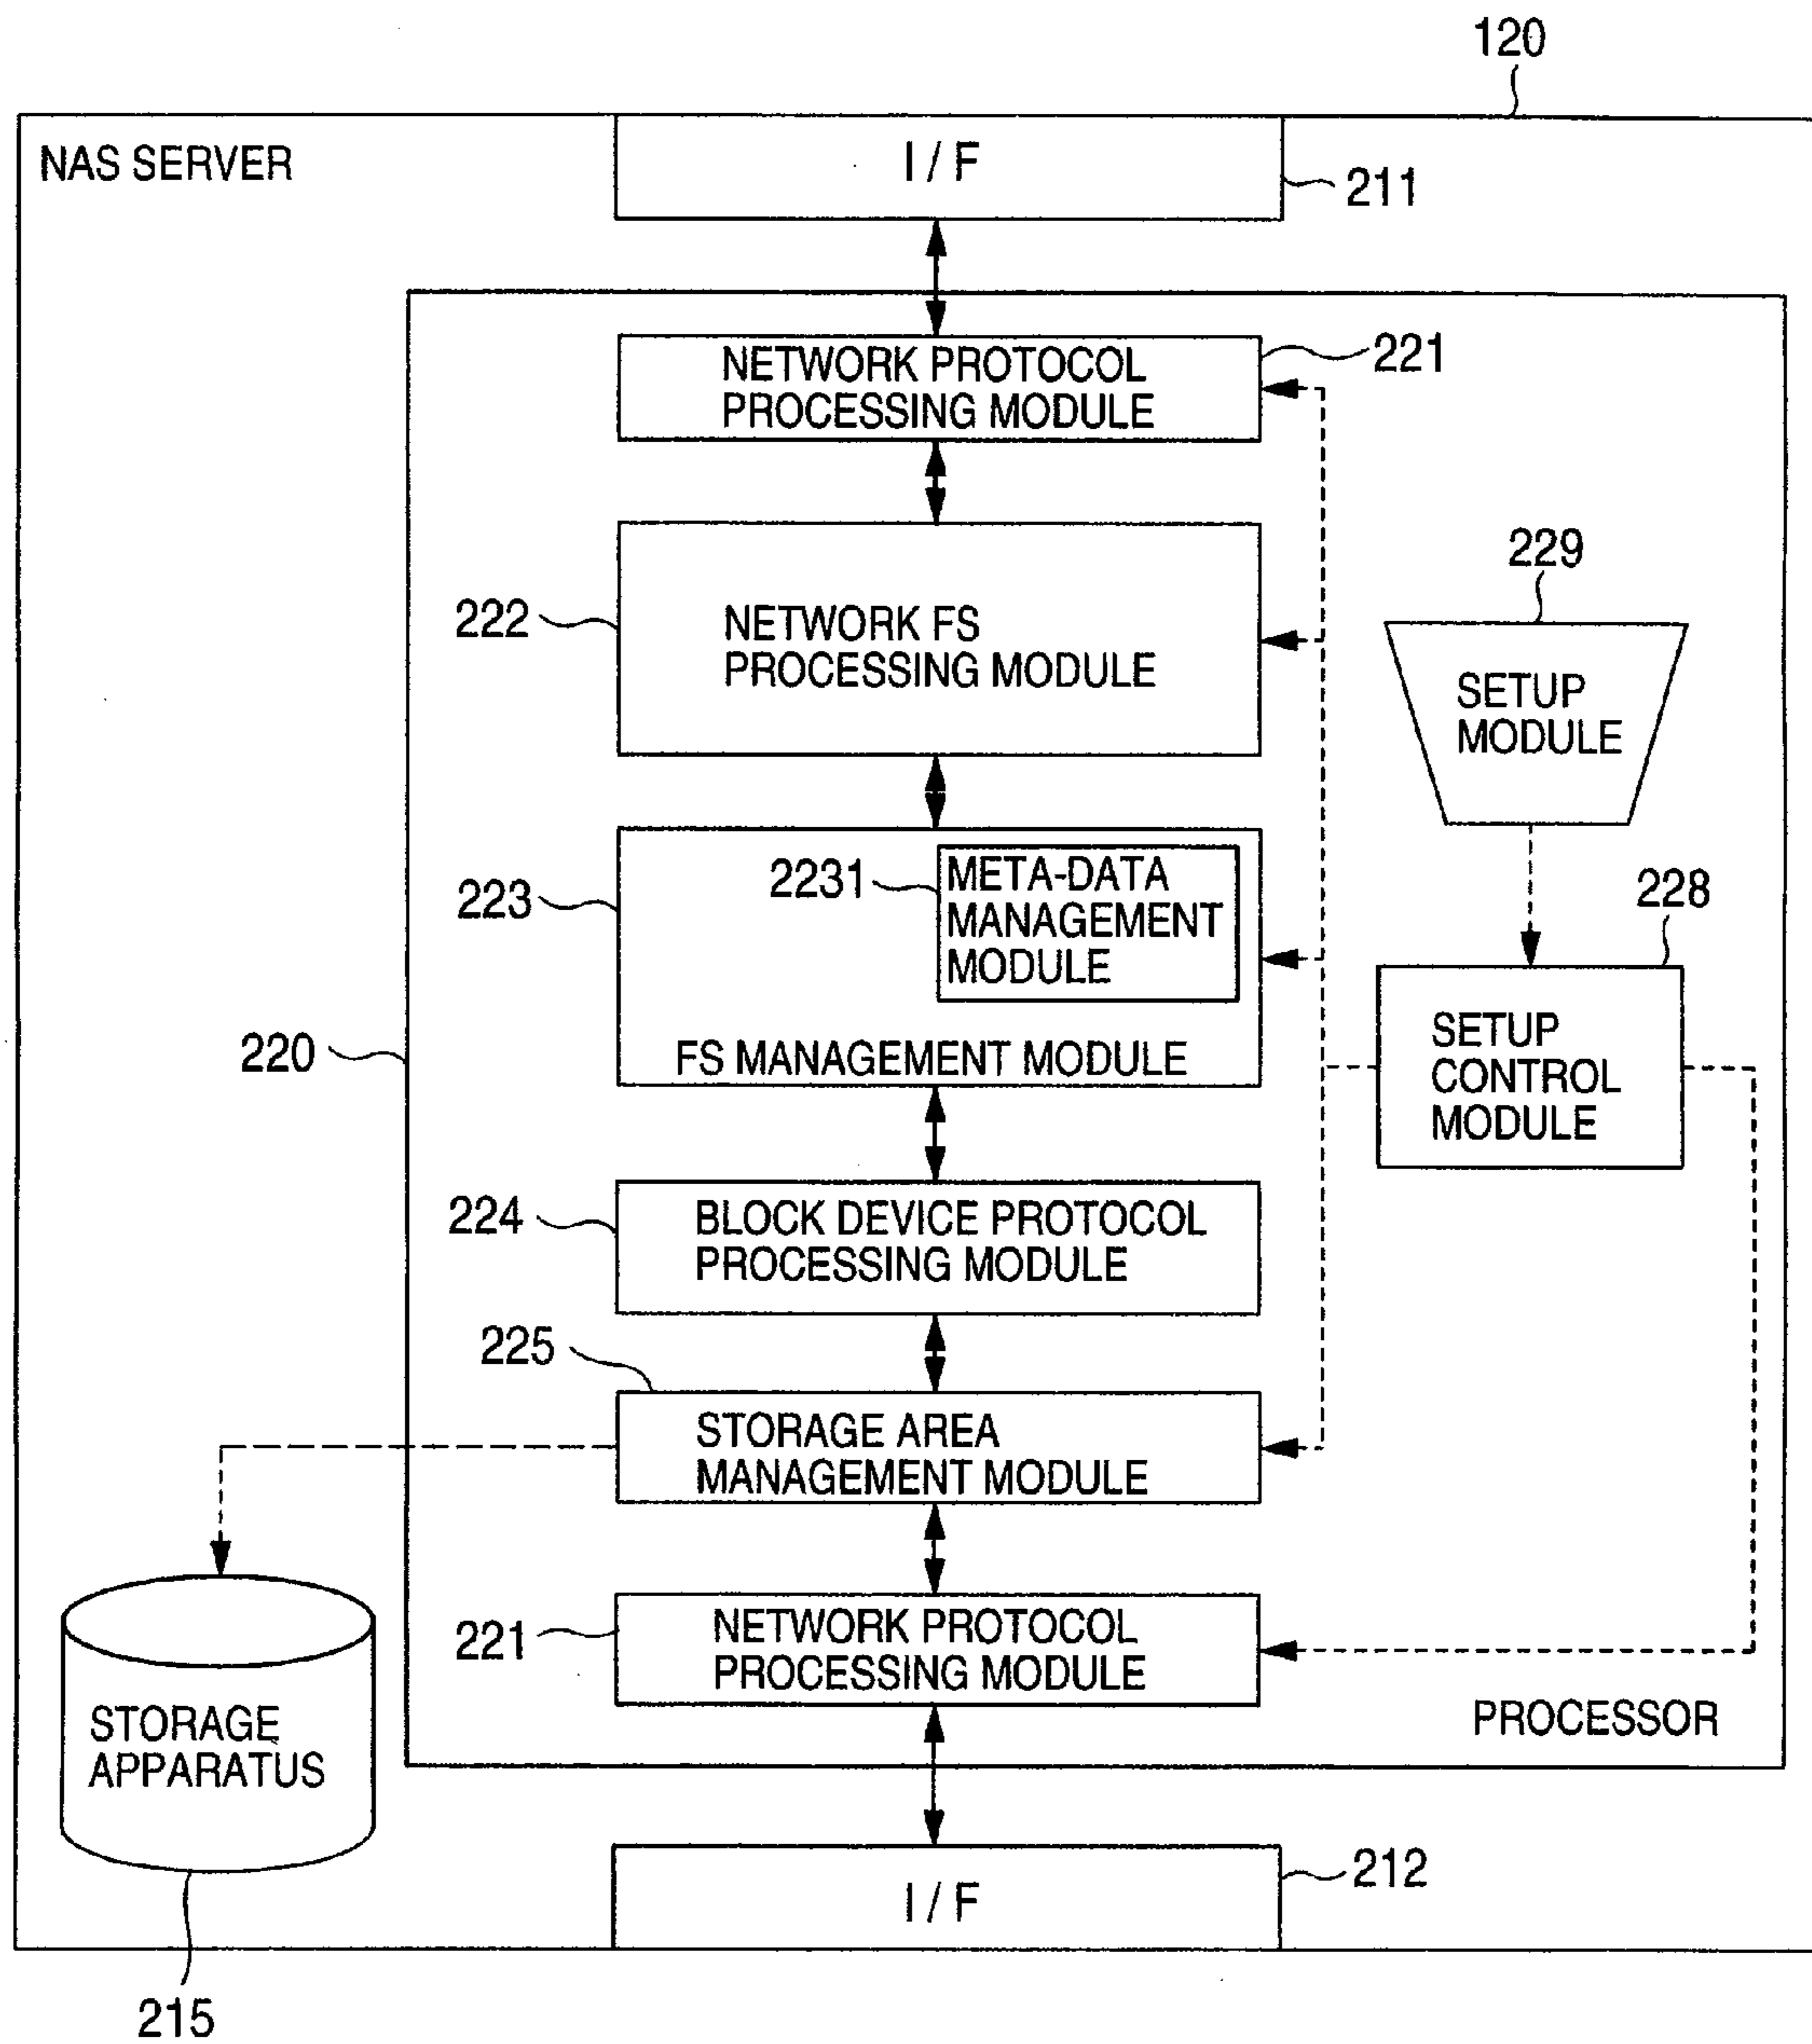 120
NAS SERVER
I / F
211
NETWORK PROTOCOL
PROCESSING MODULE
221
222
NETWORK FS
PROCESSING MODULE
229
SETUP
MODULE
223
2231
META-DATA
MANAGEMENT
MODULE
FS MANAGEMENT MODULE
228
SETUP
CONTROL
MODULE
220
224
BLOCK DEVICE PROTOCOL
PROCESSING MODULE
225
STORAGE AREA
MANAGEMENT MODULE
221
NETWORK PROTOCOL
PROCESSING MODULE
PROCESSOR
STORAGE
APPARATUS
212
I / F
215